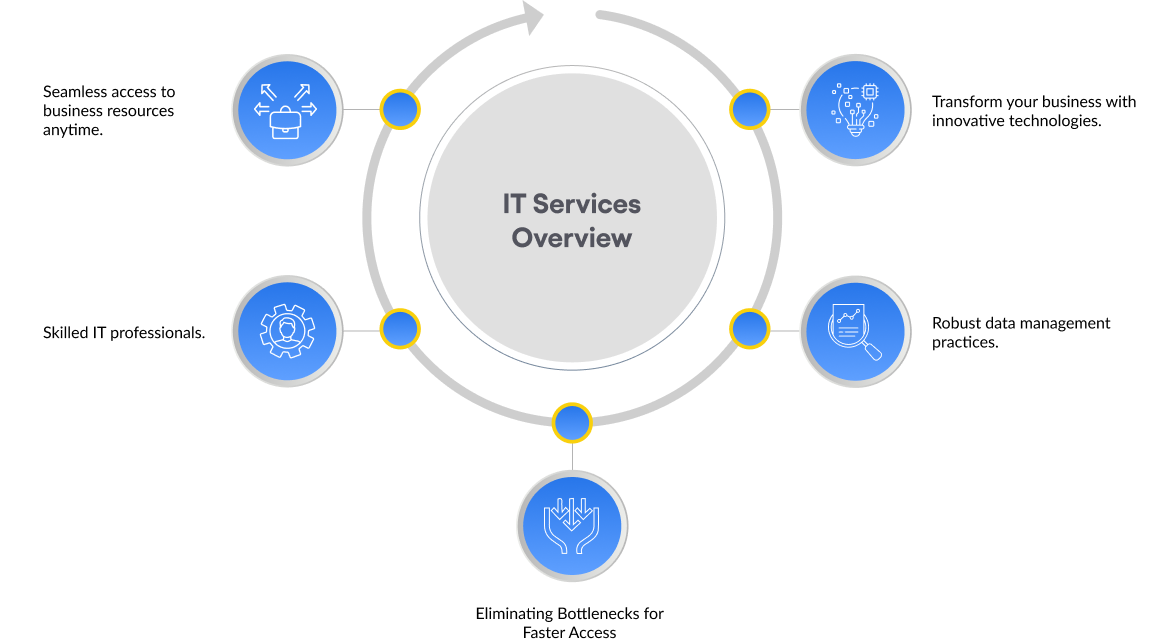 Seamless access to
business resources
anytime.
Transform your business with
innovative technologies.
IT Services
Overview
Skilled IT professionals.
Robust data management
practices.
Eliminating Bottlenecks for
Faster Access